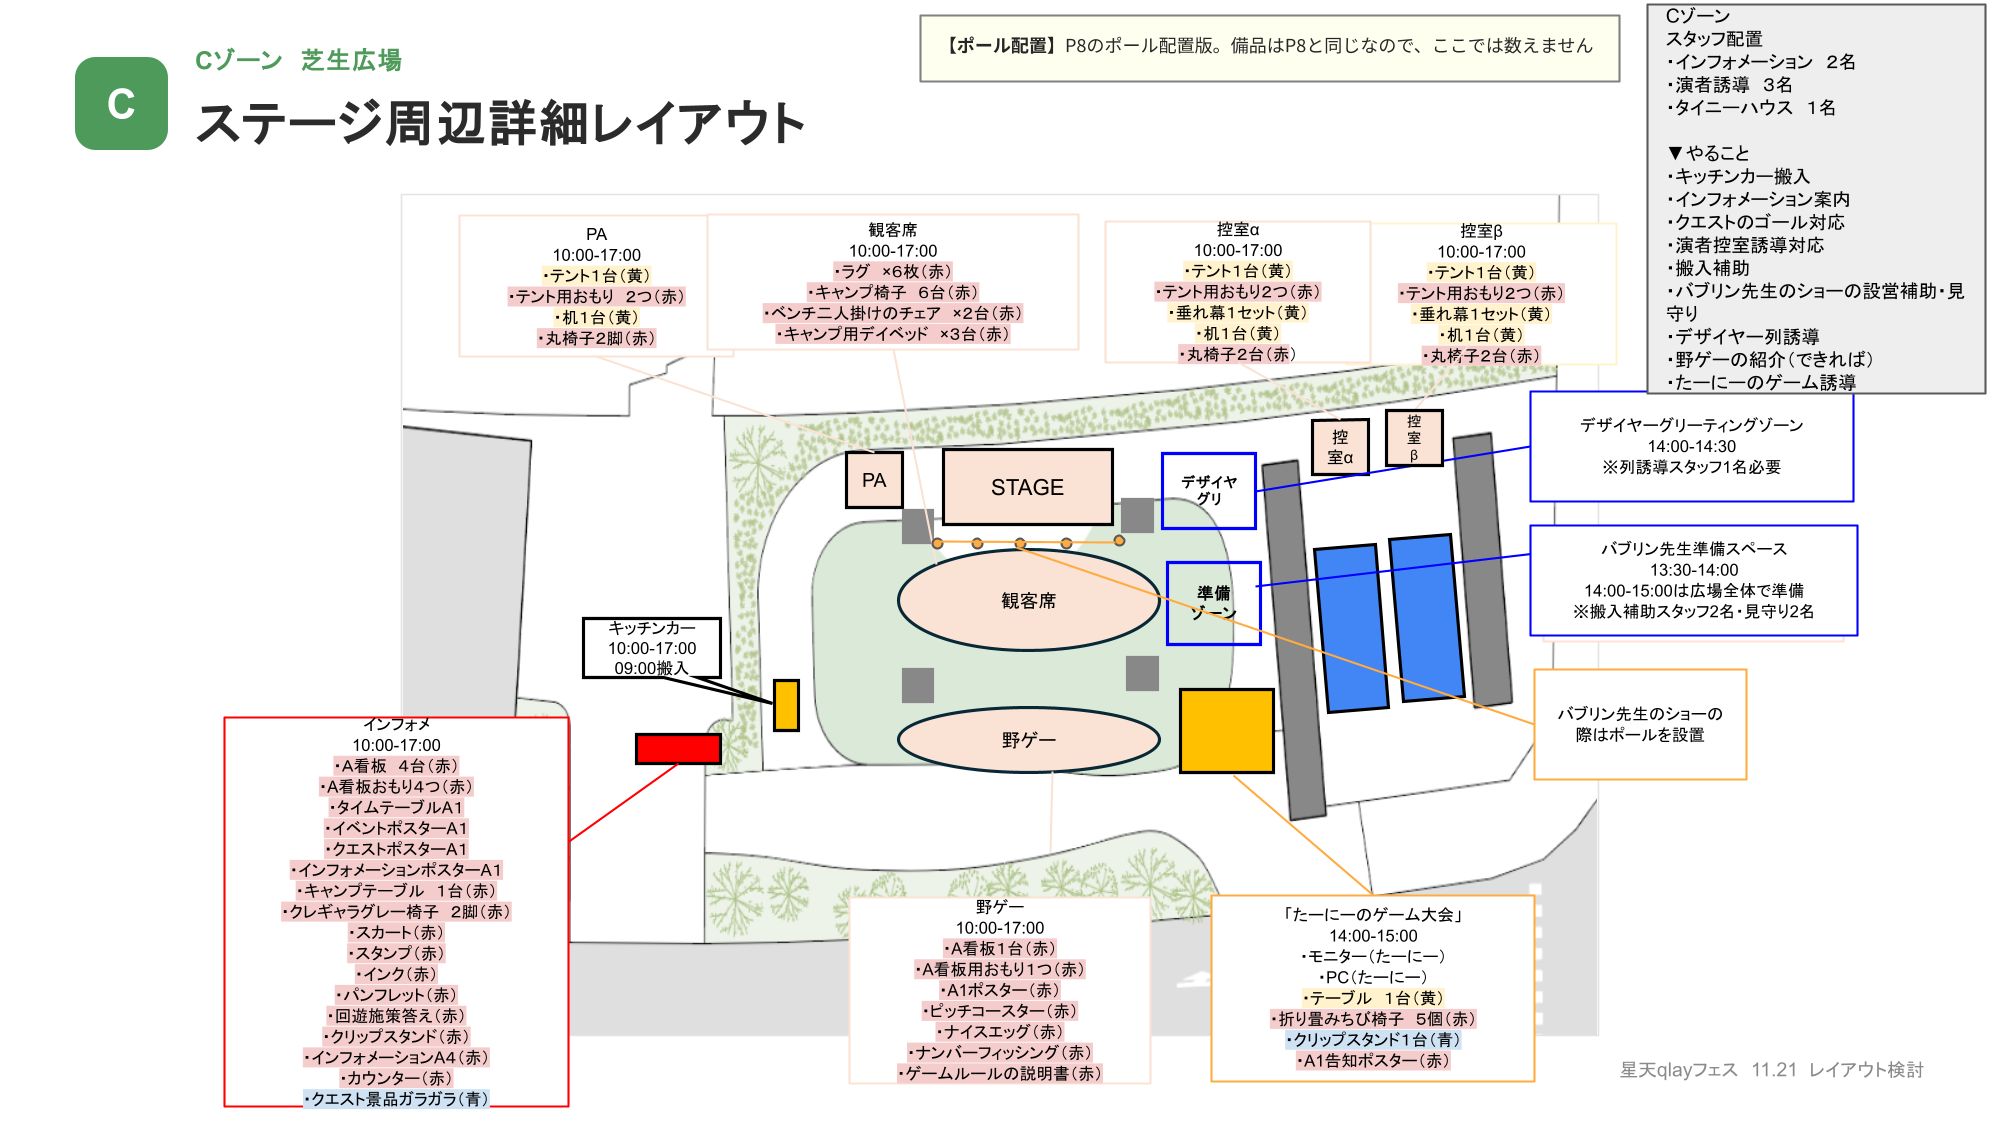 C
Cゾーン 芝生広場
ステージ周辺詳細レイアウト
【ポール配置】P8のポール配置版。備品はP8と同じなので、ここでは数えません
Cゾーン
スタッフ配置
・インフォメーション 2名
・演者誘導 3名
・タイニーハウス 1名
▼やること
・キッチンカー搬入
・インフォメーション案内
・クエストのゴール対応
・演者控室誘導対応
・搬入補助
・バブリン先生のショーの設営補助・見
守り
・デザイヤー列誘導
・野ゲーの紹介（できれば）
・たーにーのゲーム誘導
PA
10:00-17:00
・テント1台（黄）
・テント用おもり 2つ（赤）
・机1台（黄）
・丸椅子2脚（赤）
観客席
10:00-17:00
・ラグ ×6枚（赤）
・キャンプ椅子 6台（赤）
・ベンチ二人掛けのチェア ×2台（赤）
・キャンプ用デイベッド ×3台（赤）
控室α
10:00-17:00
・テント1台（黄）
・テント用おもり2つ（赤）
・垂れ幕1セット（黄）
・机1台（黄）
・丸椅子2台（赤）
控室β
10:00-17:00
・テント1台（黄）
・テント用おもり2つ（赤）
・垂れ幕1セット（黄）
・机1台（黄）
・丸椅子2台（赤）
PA
STAGE
デザイヤ
グリ
控
室α
控
室
β
デザイヤーグリーティングゾーン
14:00-14:30
※列誘導スタッフ1名必要
観客席
準備
ゾーン
バブリン先生準備スペース
13:30-14:00
14:00-15:00は広場全体で準備
※搬入補助スタッフ2名・見守り2名
キッチンカー
10:00-17:00
09:00搬入
野ゲー
バブリン先生のショーの
際はポールを設置
インフォメ
10:00-17:00
・A看板 4台（赤）
・A看板おもり4つ（赤）
・タイムテーブルA1
・イベントポスターA1
・クエストポスターA1
・インフォメーションポスターA1
・キャンプテーブル 1台（赤）
・クレギャラグレー椅子 2脚（赤）
・スカート（赤）
・スタンプ（赤）
・インク（赤）
・パンフレット（赤）
・回遊施策答え（赤）
・クリップスタンド（赤）
・インフォメーションA4（赤）
・カウンター（赤）
・クエスト景品ガラガラ（青）
野ゲー
10:00-17:00
・A看板1台（赤）
・A看板用おもり1つ（赤）
・A1ポスター（赤）
・ピッチコースター（赤）
・ナイスエッグ（赤）
・ナンバーフィッシング（赤）
・ゲームルールの説明書（赤）
「たーにーのゲーム大会」
14:00-15:00
・モニター（たーにー）
・PC（たーにー）
・テーブル 1台（黄）
・折り畳みちび椅子 5個（赤）
・クリップスタンド1台（青）
・A1告知ポスター（赤）
星天qlayフェス 11.21 レイアウト検討